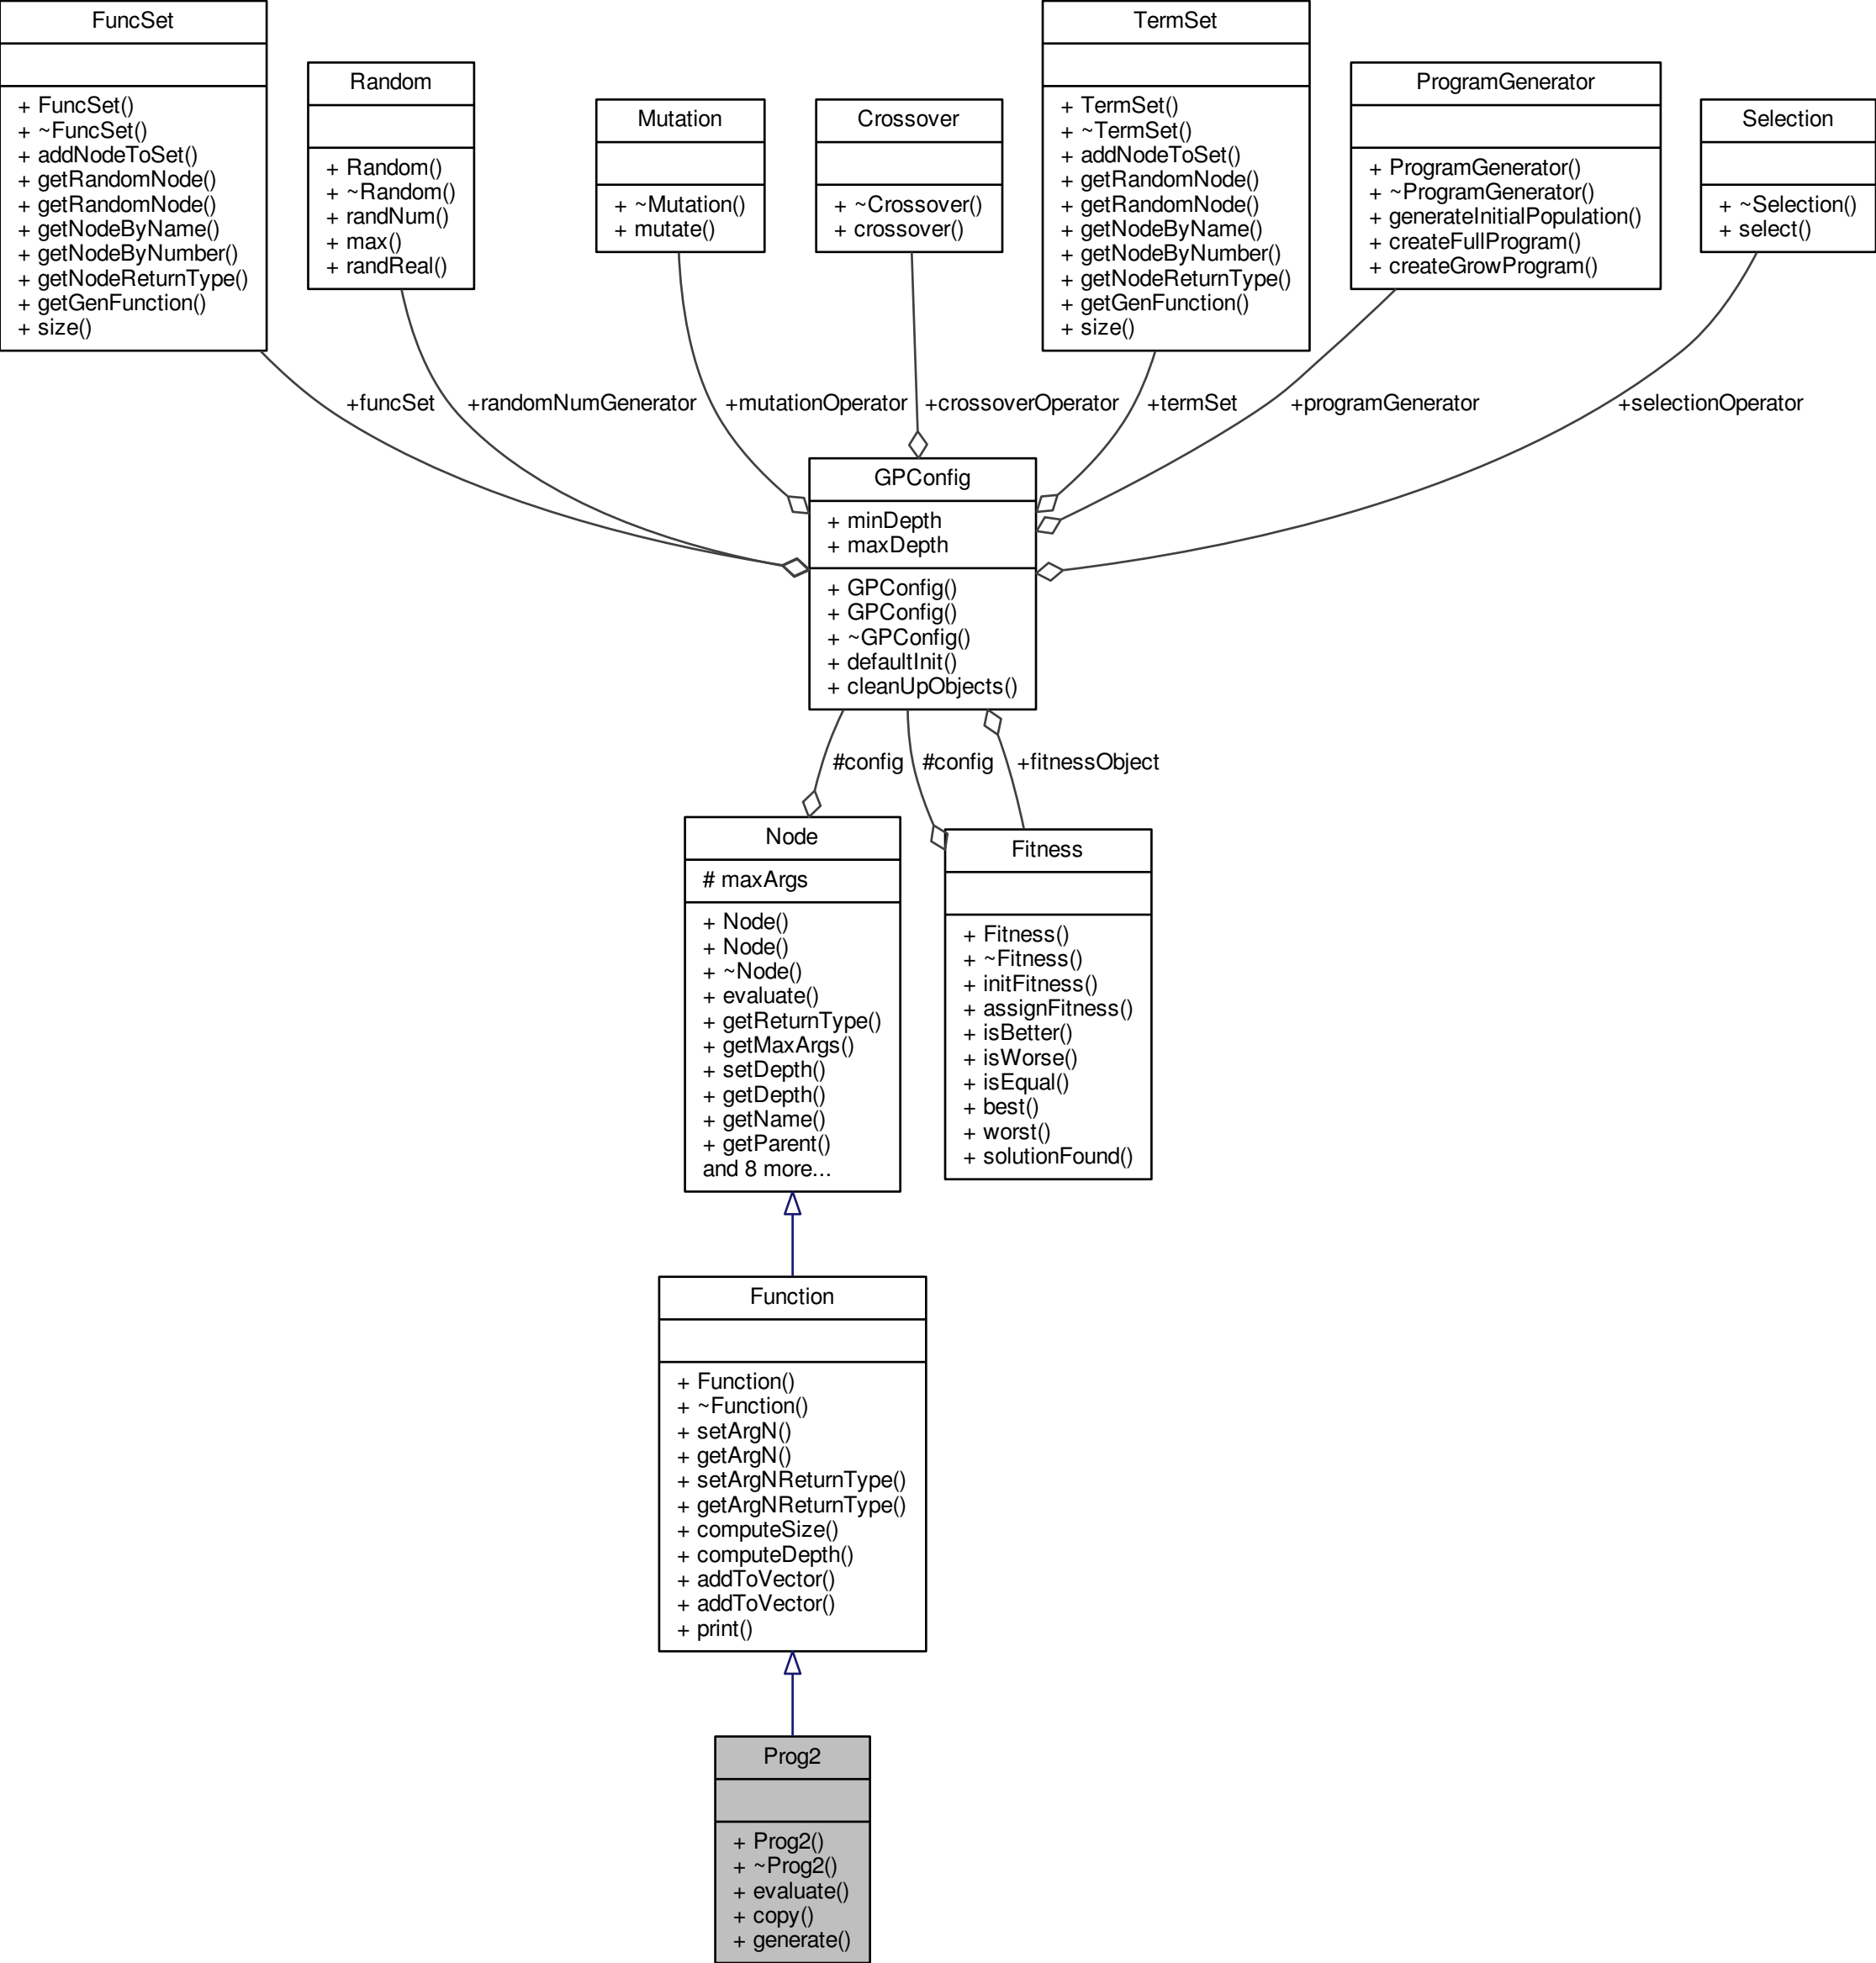 FuncSet
+ FuncSet()
+ ~FuncSet()
+ addNodeToSet()
+ getRandomNode()
+ getRandomNode()
+ getNodeByName()
+ getNodeByNumber()
+ getNodeReturnType()
+ getGenFunction()
+ size()
Random
+ Random()
+ ~Random()
+ randNum()
+ max()
+ randReal()
Mutation
+ ~Mutation()
+ mutate()
Crossover
+ ~Crossover()
+ crossover()
TermSet
+ TermSet()
+ ~TermSet()
+ addNodeToSet()
+ getRandomNode()
+ getRandomNode()
+ getNodeByName()
+ getNodeByNumber()
+ getNodeReturnType()
+ getGenFunction()
+ size()
ProgramGenerator
+ ProgramGenerator()
+ ~ProgramGenerator()
+ generateInitialPopulation()
+ createFullProgram()
+ createGrowProgram()
Selection
+ ~Selection()
+ select()
+funcSet
+randomNumGenerator
+mutationOperator
+crossoverOperator
+termSet
+programGenerator
+selectionOperator
GPConfig
+ minDepth
+ maxDepth
+ GPConfig()
+ GPConfig()
+ ~GPConfig()
+ defaultInit()
+ cleanUpObjects()
#config
#config
+fitnessObject
Node
# maxArgs
+ Node()
+ Node()
+ ~Node()
+ evaluate()
+ getReturnType()
+ getMaxArgs()
+ setDepth()
+ getDepth()
+ getName()
+ getParent()
and 8 more...
Fitness
+ Fitness()
+ ~Fitness()
+ initFitness()
+ assignFitness()
+ isBetter()
+ isWorse()
+ isEqual()
+ best()
+ worst()
+ solutionFound()
Function
+ Function()
+ ~Function()
+ setArgN()
+ getArgN()
+ setArgNReturnType()
+ getArgNReturnType()
+ computeSize()
+ computeDepth()
+ addToVector()
+ addToVector()
+ print()
Prog2
+ Prog2()
+ ~Prog2()
+ evaluate()
+ copy()
+ generate()